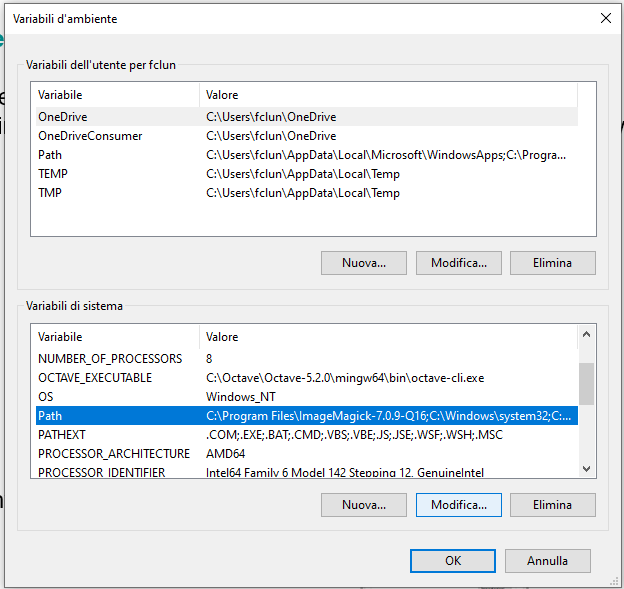 Variabili d'ambiente
Variabili dell'utente per fclun
Variabile Valore
OneDrive C:\Users\fclun\OneDrive
OneDriveConsumer C:\Users\fclun\OneDrive
Path C:\Users\fclun\AppData\Local\Microsoft\WindowsApps;C:\Progra...
TEMP C:\Users\fclun\AppData\Local\Temp
TMP C:\Users\fclun\AppData\Local\Temp
Nuova... Modifica... Elimina
Variabili di sistema
Variabile Valore
NUMBER_OF_PROCESSORS 8
OCTAVE_EXECUTABLE C:\Octave\Octave-5.2.0\mingw64\bin\octave-cli.exe
OS Windows_NT
Path C:\Program Files\ImageMagick-7.0.9-Q16;C:\Windows\system32;C:...
PATHEXT .COM;.EXE;.BAT;.CMD;.VBS;.VBE;.JS;.JSE;.WSF;.WSH;.MSC
PROCESSOR_ARCHITECTURE AMD64
PROCESSOR_IDENTIFIER Intel64 Family 6 Model 142 Stepping 12, GenuineIntel
Nuova... Modifica... Elimina
OK Annulla